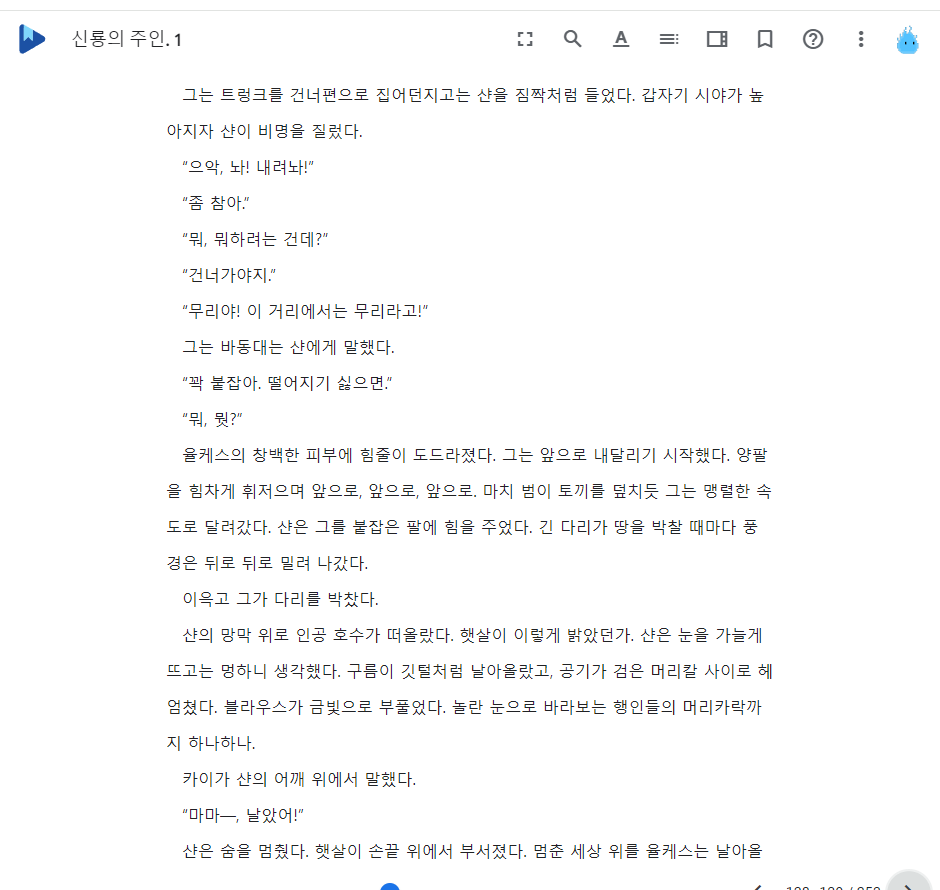 신룡의 주인. 1
그는 트렁크를 건너편으로 집어던지고는 샨을 짐짝처럼 들었다. 갑자기 시야가 높
아지자 샨이 비명을 질렀다.
“으악, 놔! 내려놔!”
“좀 참아.”
“뭐, 뭐하려는 건데?”
“건너가야지.”
“무리야! 이 거리에서는 무리라고!”
그는 바동대는 샨에게 말했다.
“꽉 붙잡아. 떨어지기 싫으면.”
“뭐, 뭣?”
율케스의 창백한 피부에 힘줄이 도드라졌다. 그는 앞으로 내달리기 시작했다. 양팔
을 힘차게 휘저으며 앞으로, 앞으로, 앞으로. 마치 범이 토끼를 덮치듯 그는 맹렬한 속
도로 달려갔다. 샨은 그를 붙잡은 팔에 힘을 주었다. 긴 다리가 땅을 박찰 때마다 풍
경은 뒤로 뒤로 밀려 나갔다.
이윽고 그가 다리를 박찼다.
샨의 망막 위로 인공 호수가 떠올랐다. 햇살이 이렇게 밝았던가. 샨은 눈을 가늘게
뜨고는 멍하니 생각했다. 구름이 깃털처럼 날아올랐고, 공기가 검은 머리칼 사이로 헤
엄쳤다. 블라우스가 금빛으로 부풀었다. 놀란 눈으로 바라보는 행인들의 머리카락까
지 하나하나.
카이가 샨의 어깨 위에서 말했다.
“마마—, 날았어!”
샨은 숨을 멈췄다. 햇살이 손끝 위에서 부서졌다. 멈춘 세상 위를 율케스는 날아올